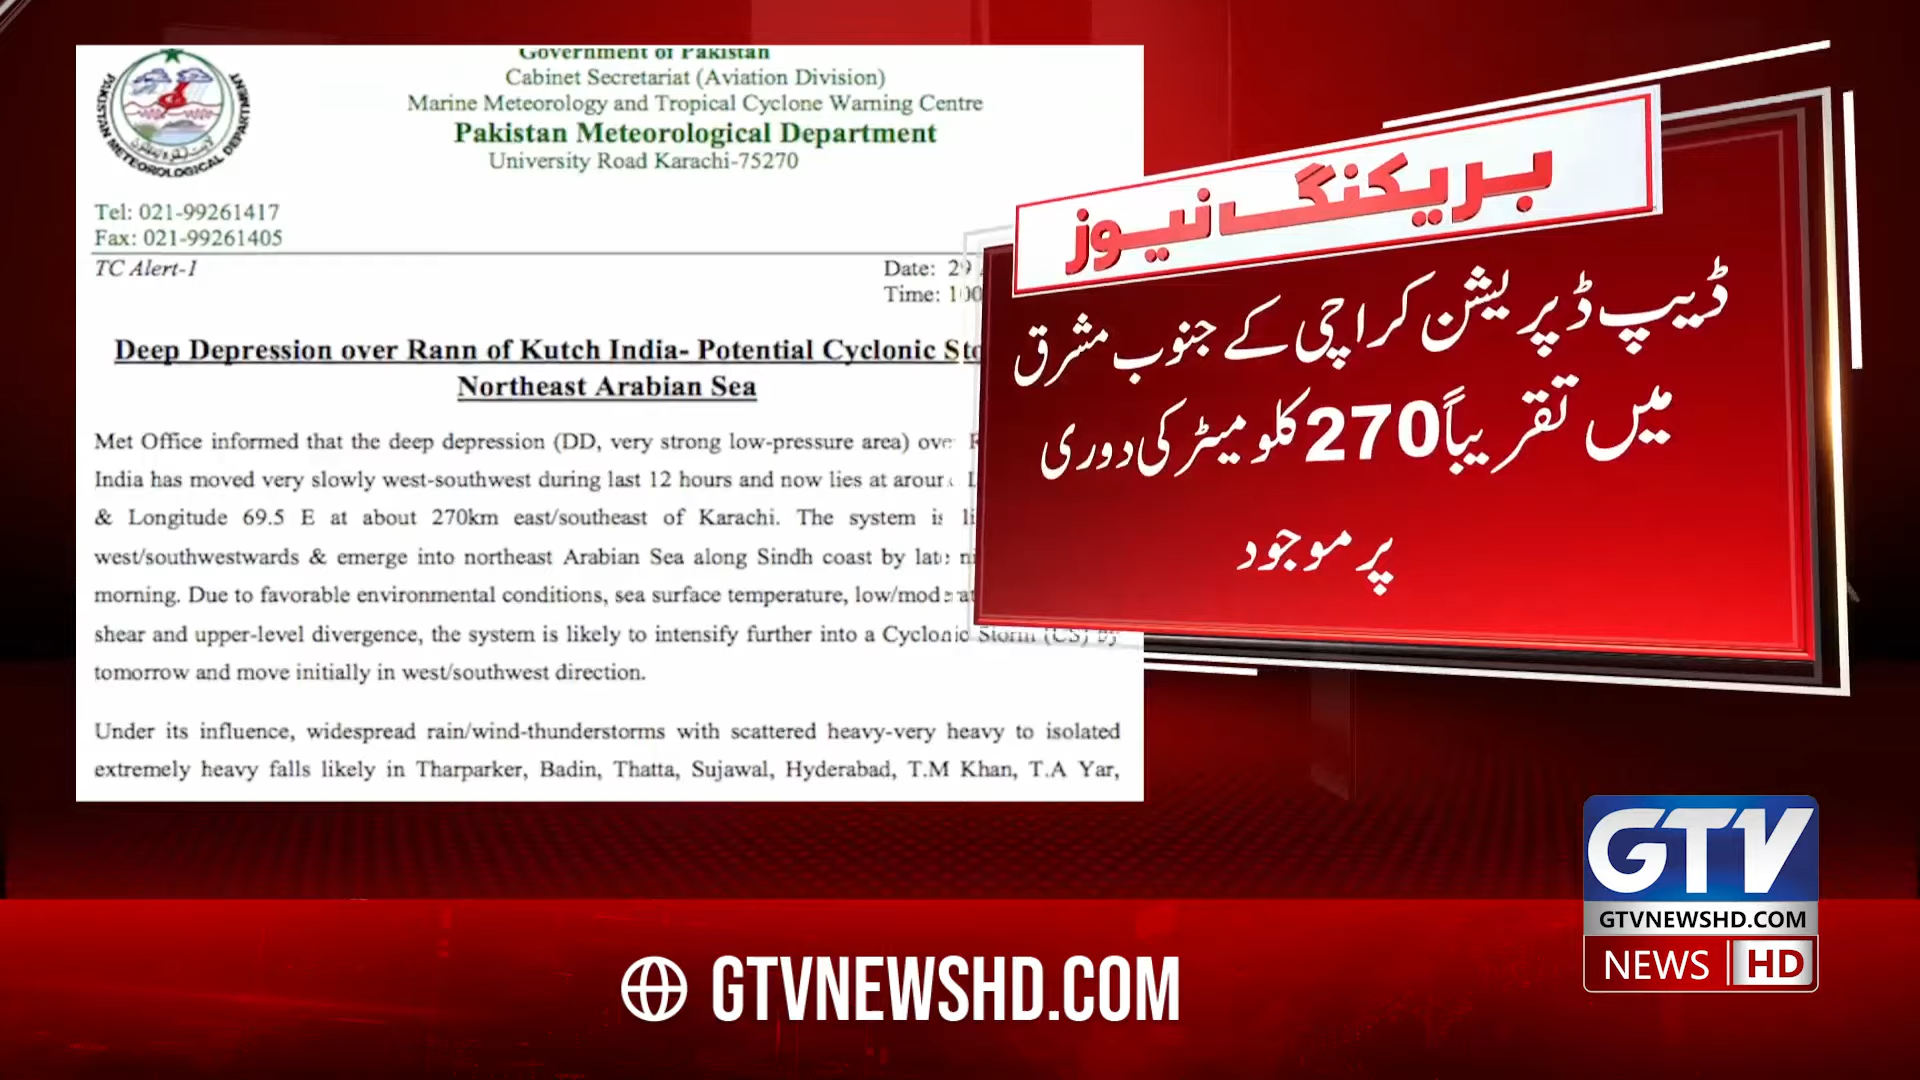 Government of Pakistan
Cabinet Secretariat (Aviation Division)
Marine Meteorology and Tropical Cyclone Warning Centre
Pakistan Meteorological Department
University Road Karachi-75270
PAKISTAN METEOROLOGICAL DEPARTMENT
Tel: 021-99261417
Fax: 021-99261405
TC Alert-1
Date: 29
Time:
Deep Depression over Rann of Kutch India- Potential Cyclonic
Northeast Arabian Sea
Met Office informed that the deep depression (DD, very strong low-pressure area)
India has moved very slowly west-southwest during last 12 hours and now lies at
& Longitude 69.5 E at about 270km east/southeast of Karachi. The system is
west/southwestwards & emerge into northeast Arabian Sea along Sindh coast by late
morning. Due to favorable environmental conditions, sea surface temperature,
shear and upper-level divergence, the system is likely to intensify further into a Cyclonic Storm (CS) by
tomorrow and move initially in west/southwest direction.
Under its influence, widespread rain/wind-thunderstorms with scattered heavy-very heavy to isolated
extremely heavy falls likely in Tharparker, Badin, Thatta, Sujawal, Hyderabad, T.M Khan, T.A Yar,
بریکنگ نیوز
ڈیپ ڈپریشن کراچی کے جنوب مشرق
میں تقریباً 270 کلو میٹر کی دوری
پر موجود
GTV
GTVNEWSHD.COM
NEWS HD
GTVNEWSHD.COM